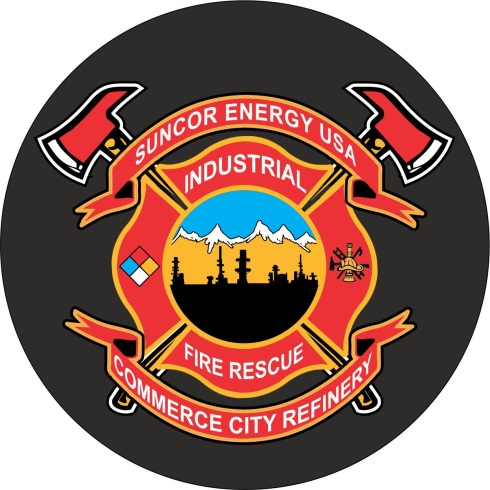 SUNCOR ENERGY USA
INDUSTRIAL
FIRE RESCUE
COMMERCE CITY REFINERY